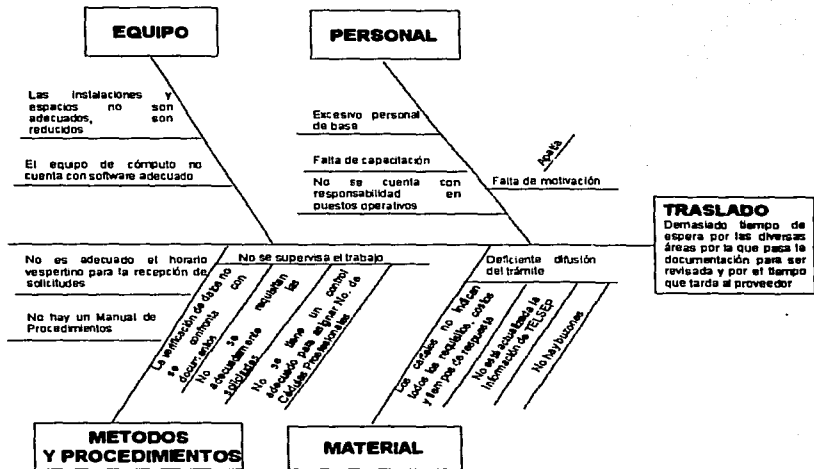 EQUIPO
Las instalaciones y
espacios no son
adecuados, son
reducidos
El equipo de cómputo no
cuenta con software adecuado
PERSONAL
Excesivo personal
de base
Falta de capacitación
No se cuenta con
responsabilidad en
puestos operativos
Apatía
Falta de motivación
TRASLADO
Demasiado tiempo de
espera por las diversas
áreas por la que pasa la
documentación para ser
revisada y por el tiempo
que tarda al proveedor
No es adecuado el horario
vespertino para la recepción de
solicitudes
No hay un Manual de
Procedimientos
No se supervisa el trabajo
La verificación de datos no
se confronta con
documentos
No se requisitan
adecuadamente las
solicitudes
No se tiene un control
adecuado para asignar No. de
Cédulas Profesionales
Deficiente difusión
del trámite
Los carteles no indican
todos los requisitos, costos
y tiempos de respuesta
No está actualizada la
Información de TELSEP
No hay buzones
METODOS
Y PROCEDIMIENTOS
MATERIAL